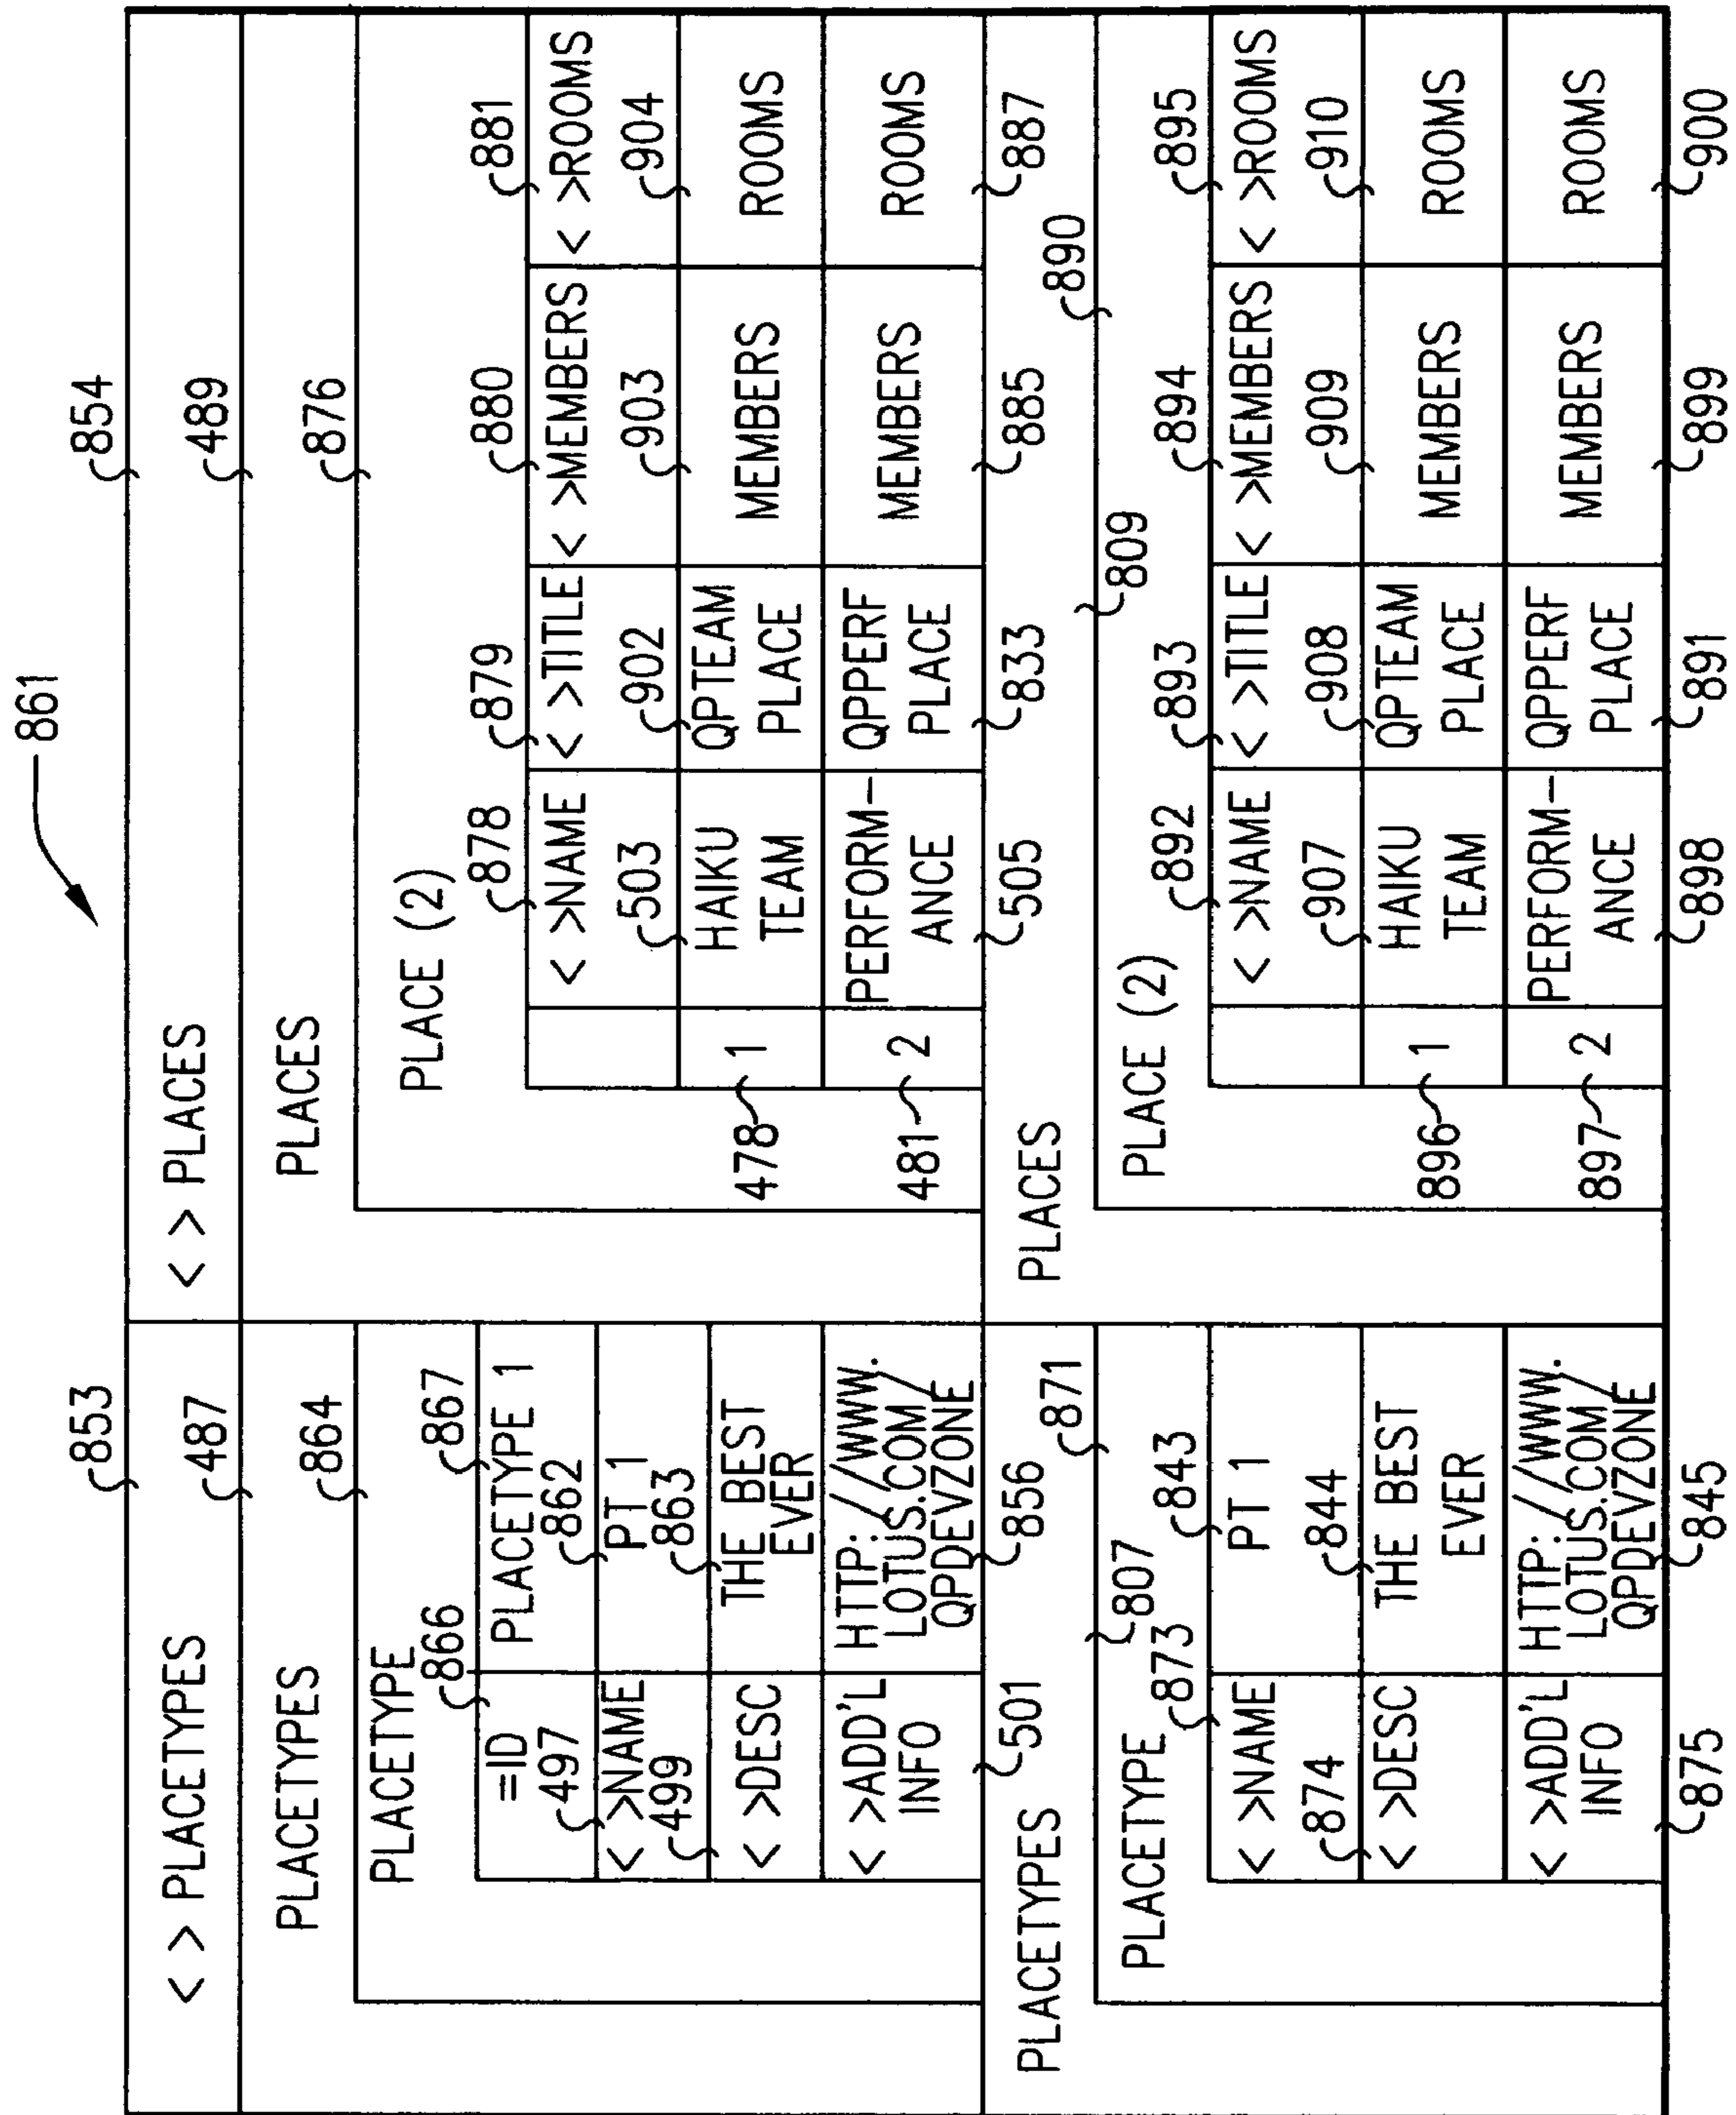 861
853
854
< > PLACETYPES
< > PLACES
487
489
PLACETYPES
PLACES
864
876
PLACETYPE
PLACE (2)
866
867
=ID
PLACETYPE 1
497
862
< >NAME
PT 1
499
863
< >DESC
THE BEST
EVER
< >ADD'L
INFO
HTTP://WWW.
LOTUS.COM/
QPDEVZONE
501
856
878
879
880
881
< >NAME
< >TITLE
< >MEMBERS
< >ROOMS
503
902
903
904
478
1
HAIKU
TEAM
QPTEAM
PLACE
MEMBERS
ROOMS
481
2
PERFORM-
ANCE
QPPERF
PLACE
MEMBERS
ROOMS
505
833
885
887
PLACETYPES
PLACES
871
890
807
809
PLACETYPE
PLACE (2)
873
843
< >NAME
PT 1
874
844
< >DESC
THE BEST
EVER
< >ADD'L
INFO
HTTP://WWW.
LOTUS.COM/
QPDEVZONE
875
845
892
893
894
895
< >NAME
< >TITLE
< >MEMBERS
< >ROOMS
907
908
909
910
896
1
HAIKU
TEAM
QPTEAM
PLACE
MEMBERS
ROOMS
897
2
PERFORM-
ANCE
QPPERF
PLACE
MEMBERS
ROOMS
898
891
899
900